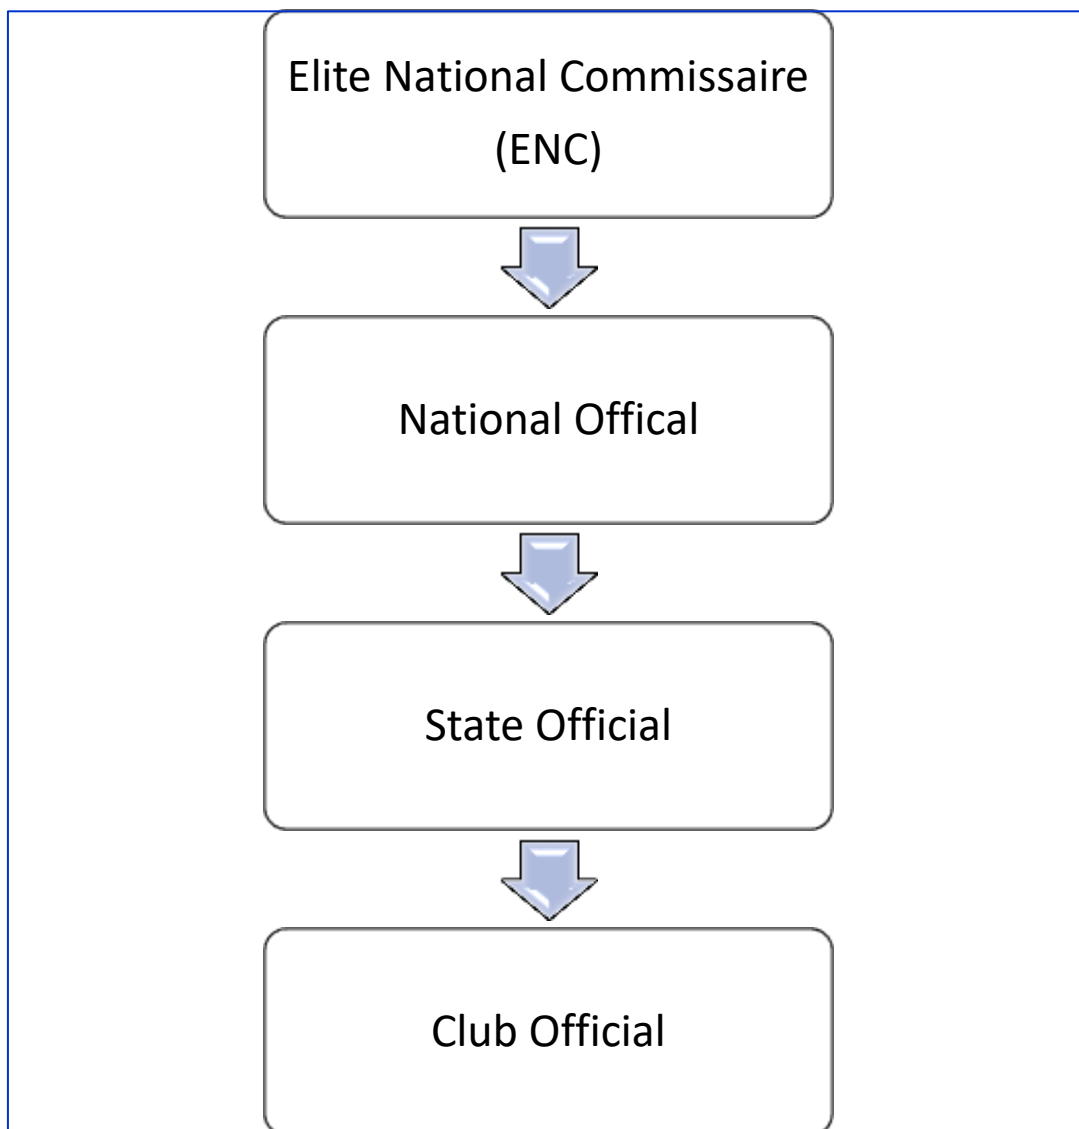 Elite National Commissaire
(ENC)
National Offical
State Official
Club Official